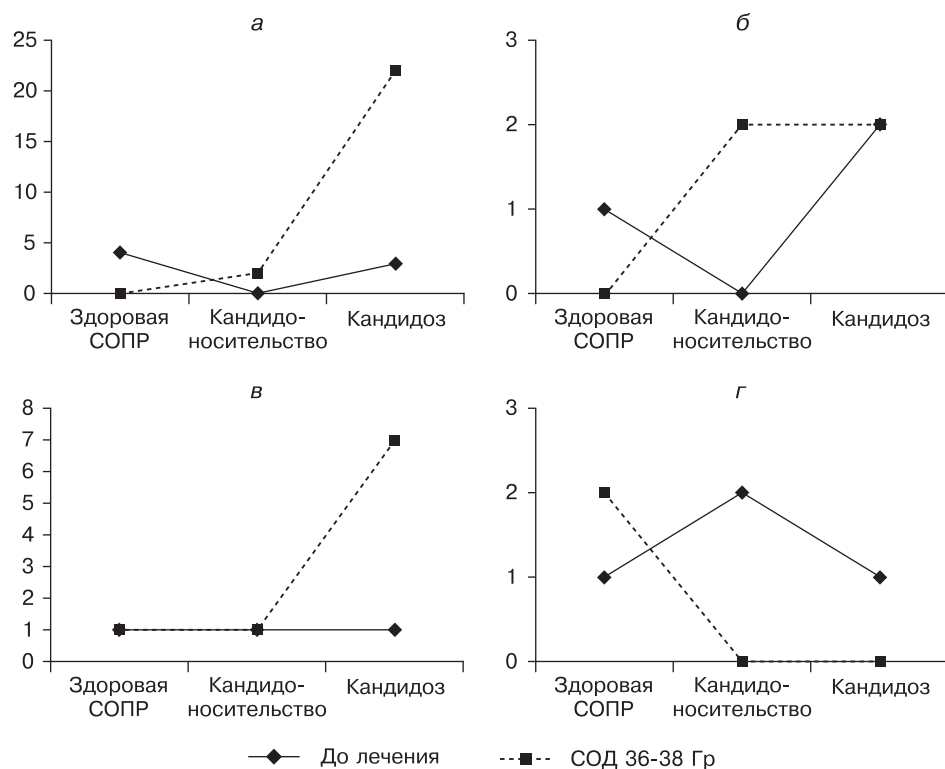 а
25
20
15
10
5
0
Здоровая
СОПР
Кандидо-
носительство
Кандидоз
б
3
2
1
0
Здоровая
СОПР
Кандидо-
носительство
Кандидоз
в
8
7
6
5
4
3
2
1
0
Здоровая
СОПР
Кандидо-
носительство
Кандидоз
г
3
2
1
0
Здоровая
СОПР
Кандидо-
носительство
Кандидоз
До лечения
СОД 36-38 Гр